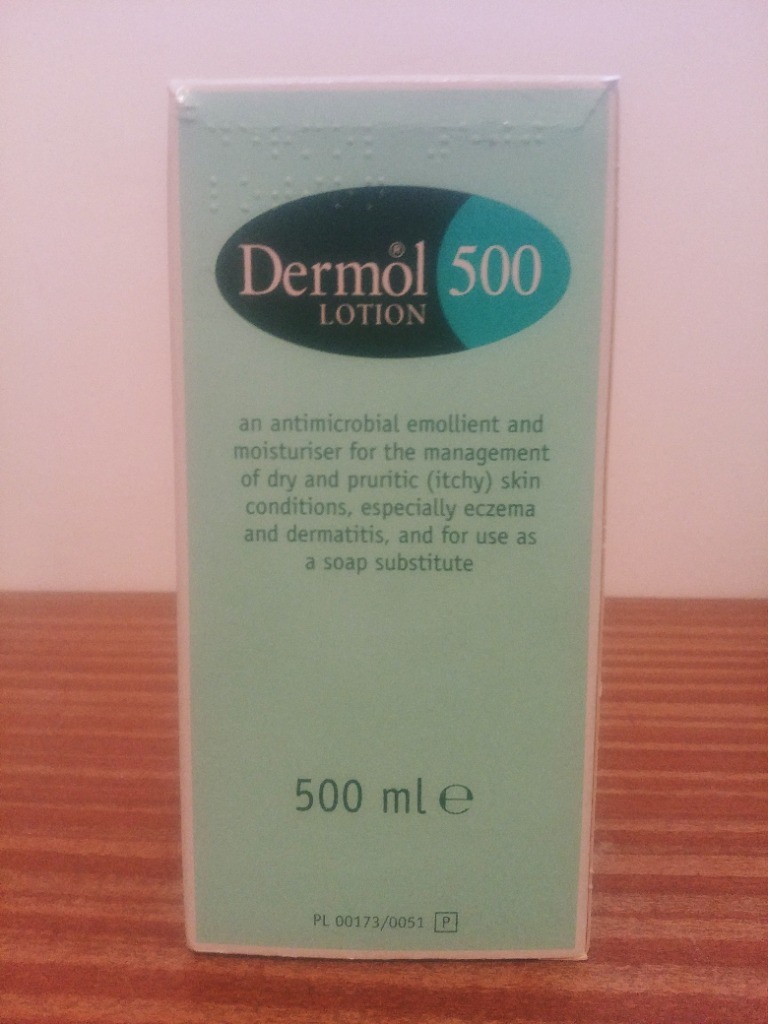 Dermol® 500
LOTION
an antimicrobial emollient and
moisturiser for the management
of dry and pruritic (itchy) skin
conditions, especially eczema
and dermatitis, and for use as
a soap substitute
500 ml ℮
PL 00173/0051 P